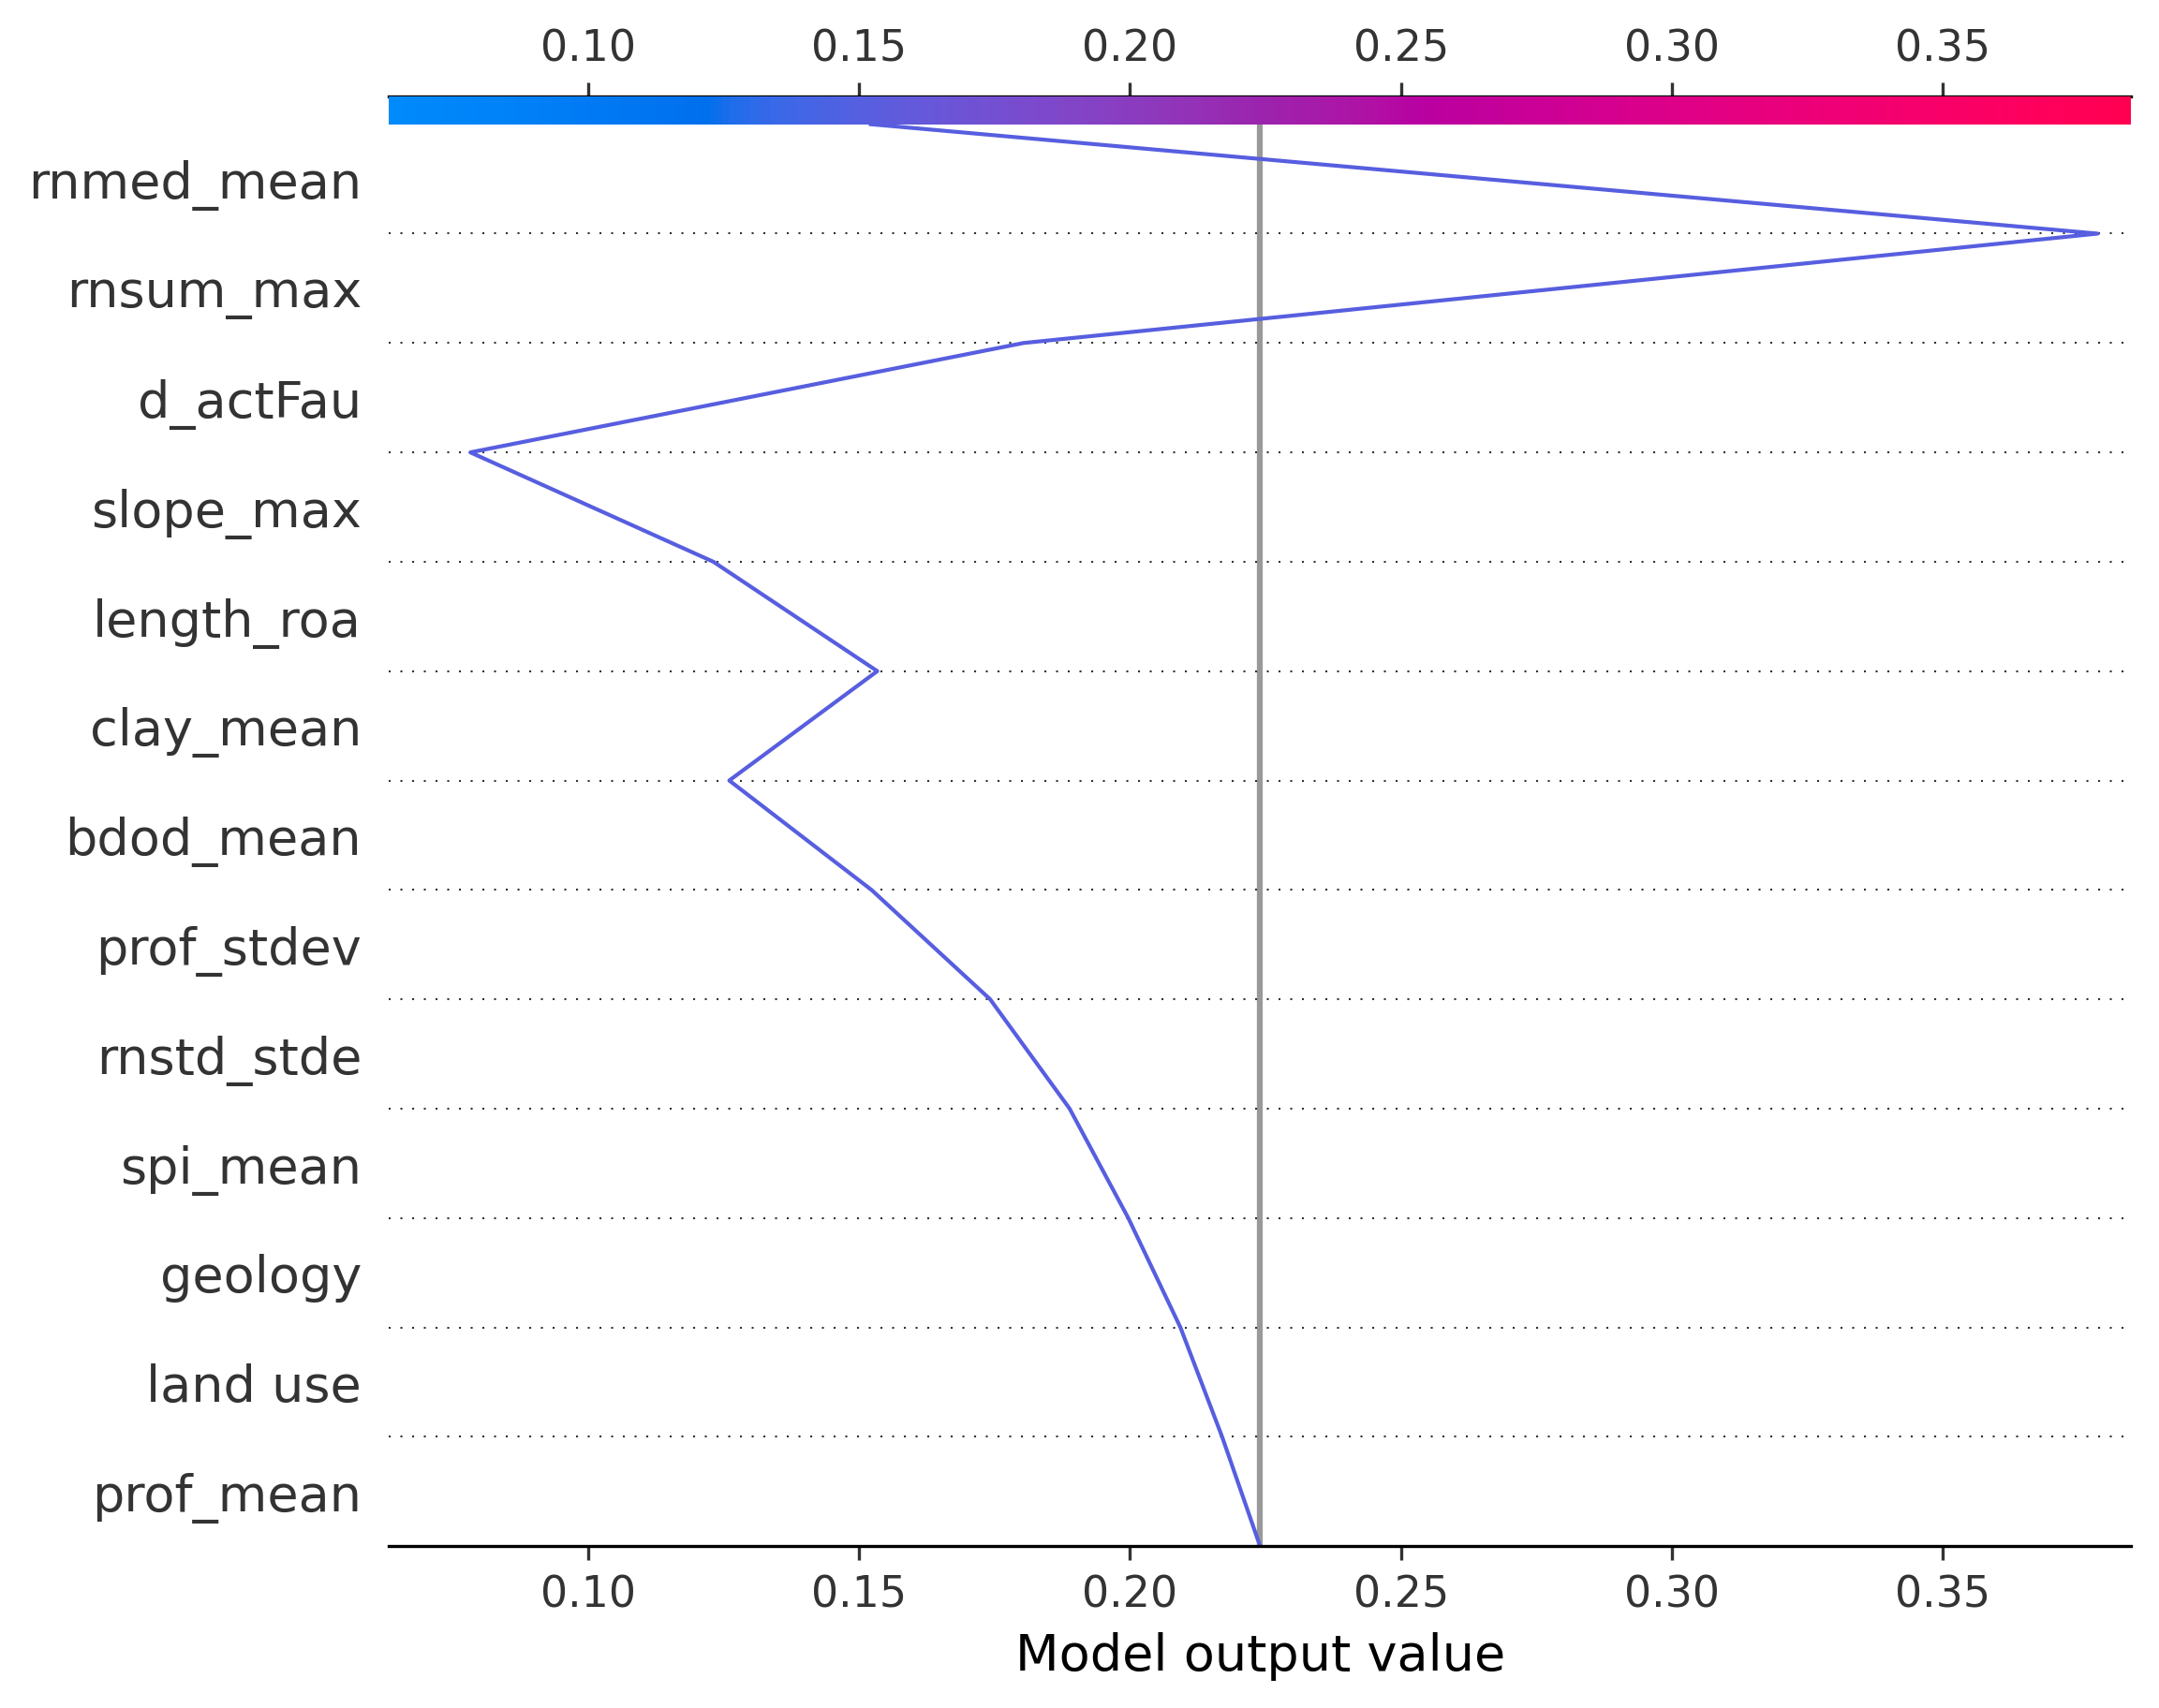 0.10 0.15 0.20 0.25 0.30 0.35
rnmed_mean
rnsum_max
d_actFau
slope_max
length_roa
clay_mean
bdod_mean
prof_stdev
rnstd_stde
spi_mean
geology
land use
prof_mean
0.10 0.15 0.20 0.25 0.30 0.35
Model output value